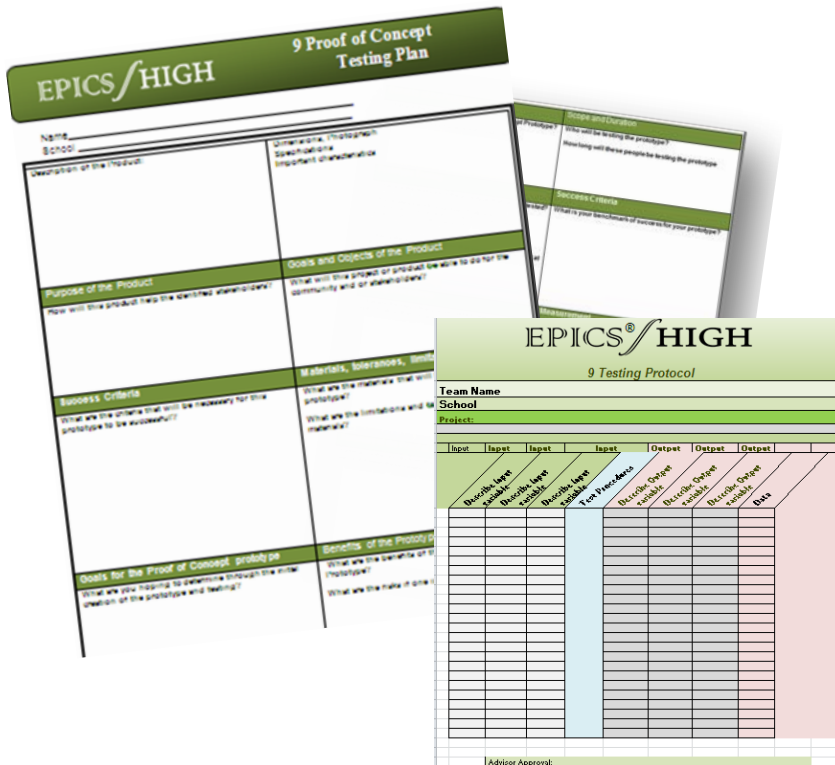 9 Proof of Concept
Testing Plan
EPICS HIGH
Name
School
Description of the Product:
Dimensions, Photograph
Specifications
Important characteristics
Purpose of the Product
Goals and Objects of the Product
How will this product help the identified stakeholders?
What will this project or product be able to do for the
community and or stakeholders?
Success Criteria
Materials, tolerances,
What are the criteria that will be necessary for this
prototype to be successful?
What are the materials that will
prototype?
What are the limitations and
materials?
Goals for the Proof of Concept prototype
Benefits of the
What are you hoping to determine through the initial
creation of the prototype and testing?
What are the benefits of
Prototype?
What are the risks if one
Scope and Duration
Prototype?
Who will be testing the prototype?
How long will these people be testing the prototype
Success Criteria
What is your benchmark of success for your prototype?
Measurement
EPICS® HIGH
9 Testing Protocol
Team Name
School
Project:
Input Input Input Input Output Output Output
Describe Input variable
Describe Input variable
Describe Input variable
Test Procedures
Describe Output variable
Describe Output variable
Describe Output variable
Data
Advisor Approval: